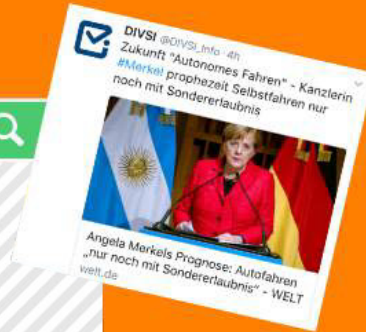 DIVSI @DIVSI_Info · 4h
Zukunft "Autonomes Fahren" - Kanzlerin
#Merkel prophezeit Selbstfahren nur
noch mit Sondererlaubnis
Angela Merkels Prognose: Autofahren
„nur noch mit Sondererlaubnis" - WELT
welt.de